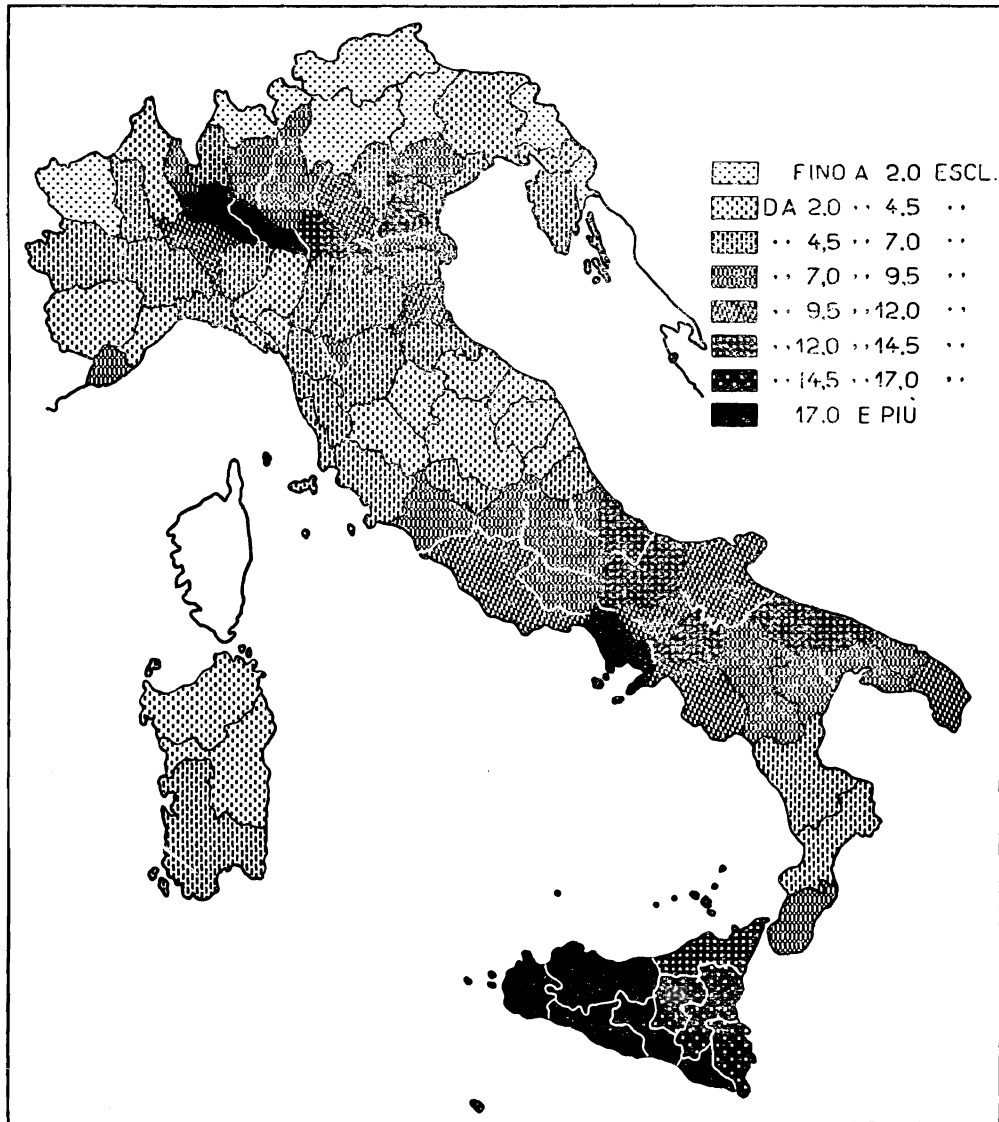 FINO A 2.0 ESCL.
DA 2.0 ·· 4.5 ··
·· 4,5 ·· 7.0 ··
·· 7,0 ·· 9.5 ··
·· 9.5 ·· 12.0 ··
·· 12.0 ·· 14.5 ··
·· 14.5 ·· 17.0 ··
17.0 E PIÙ